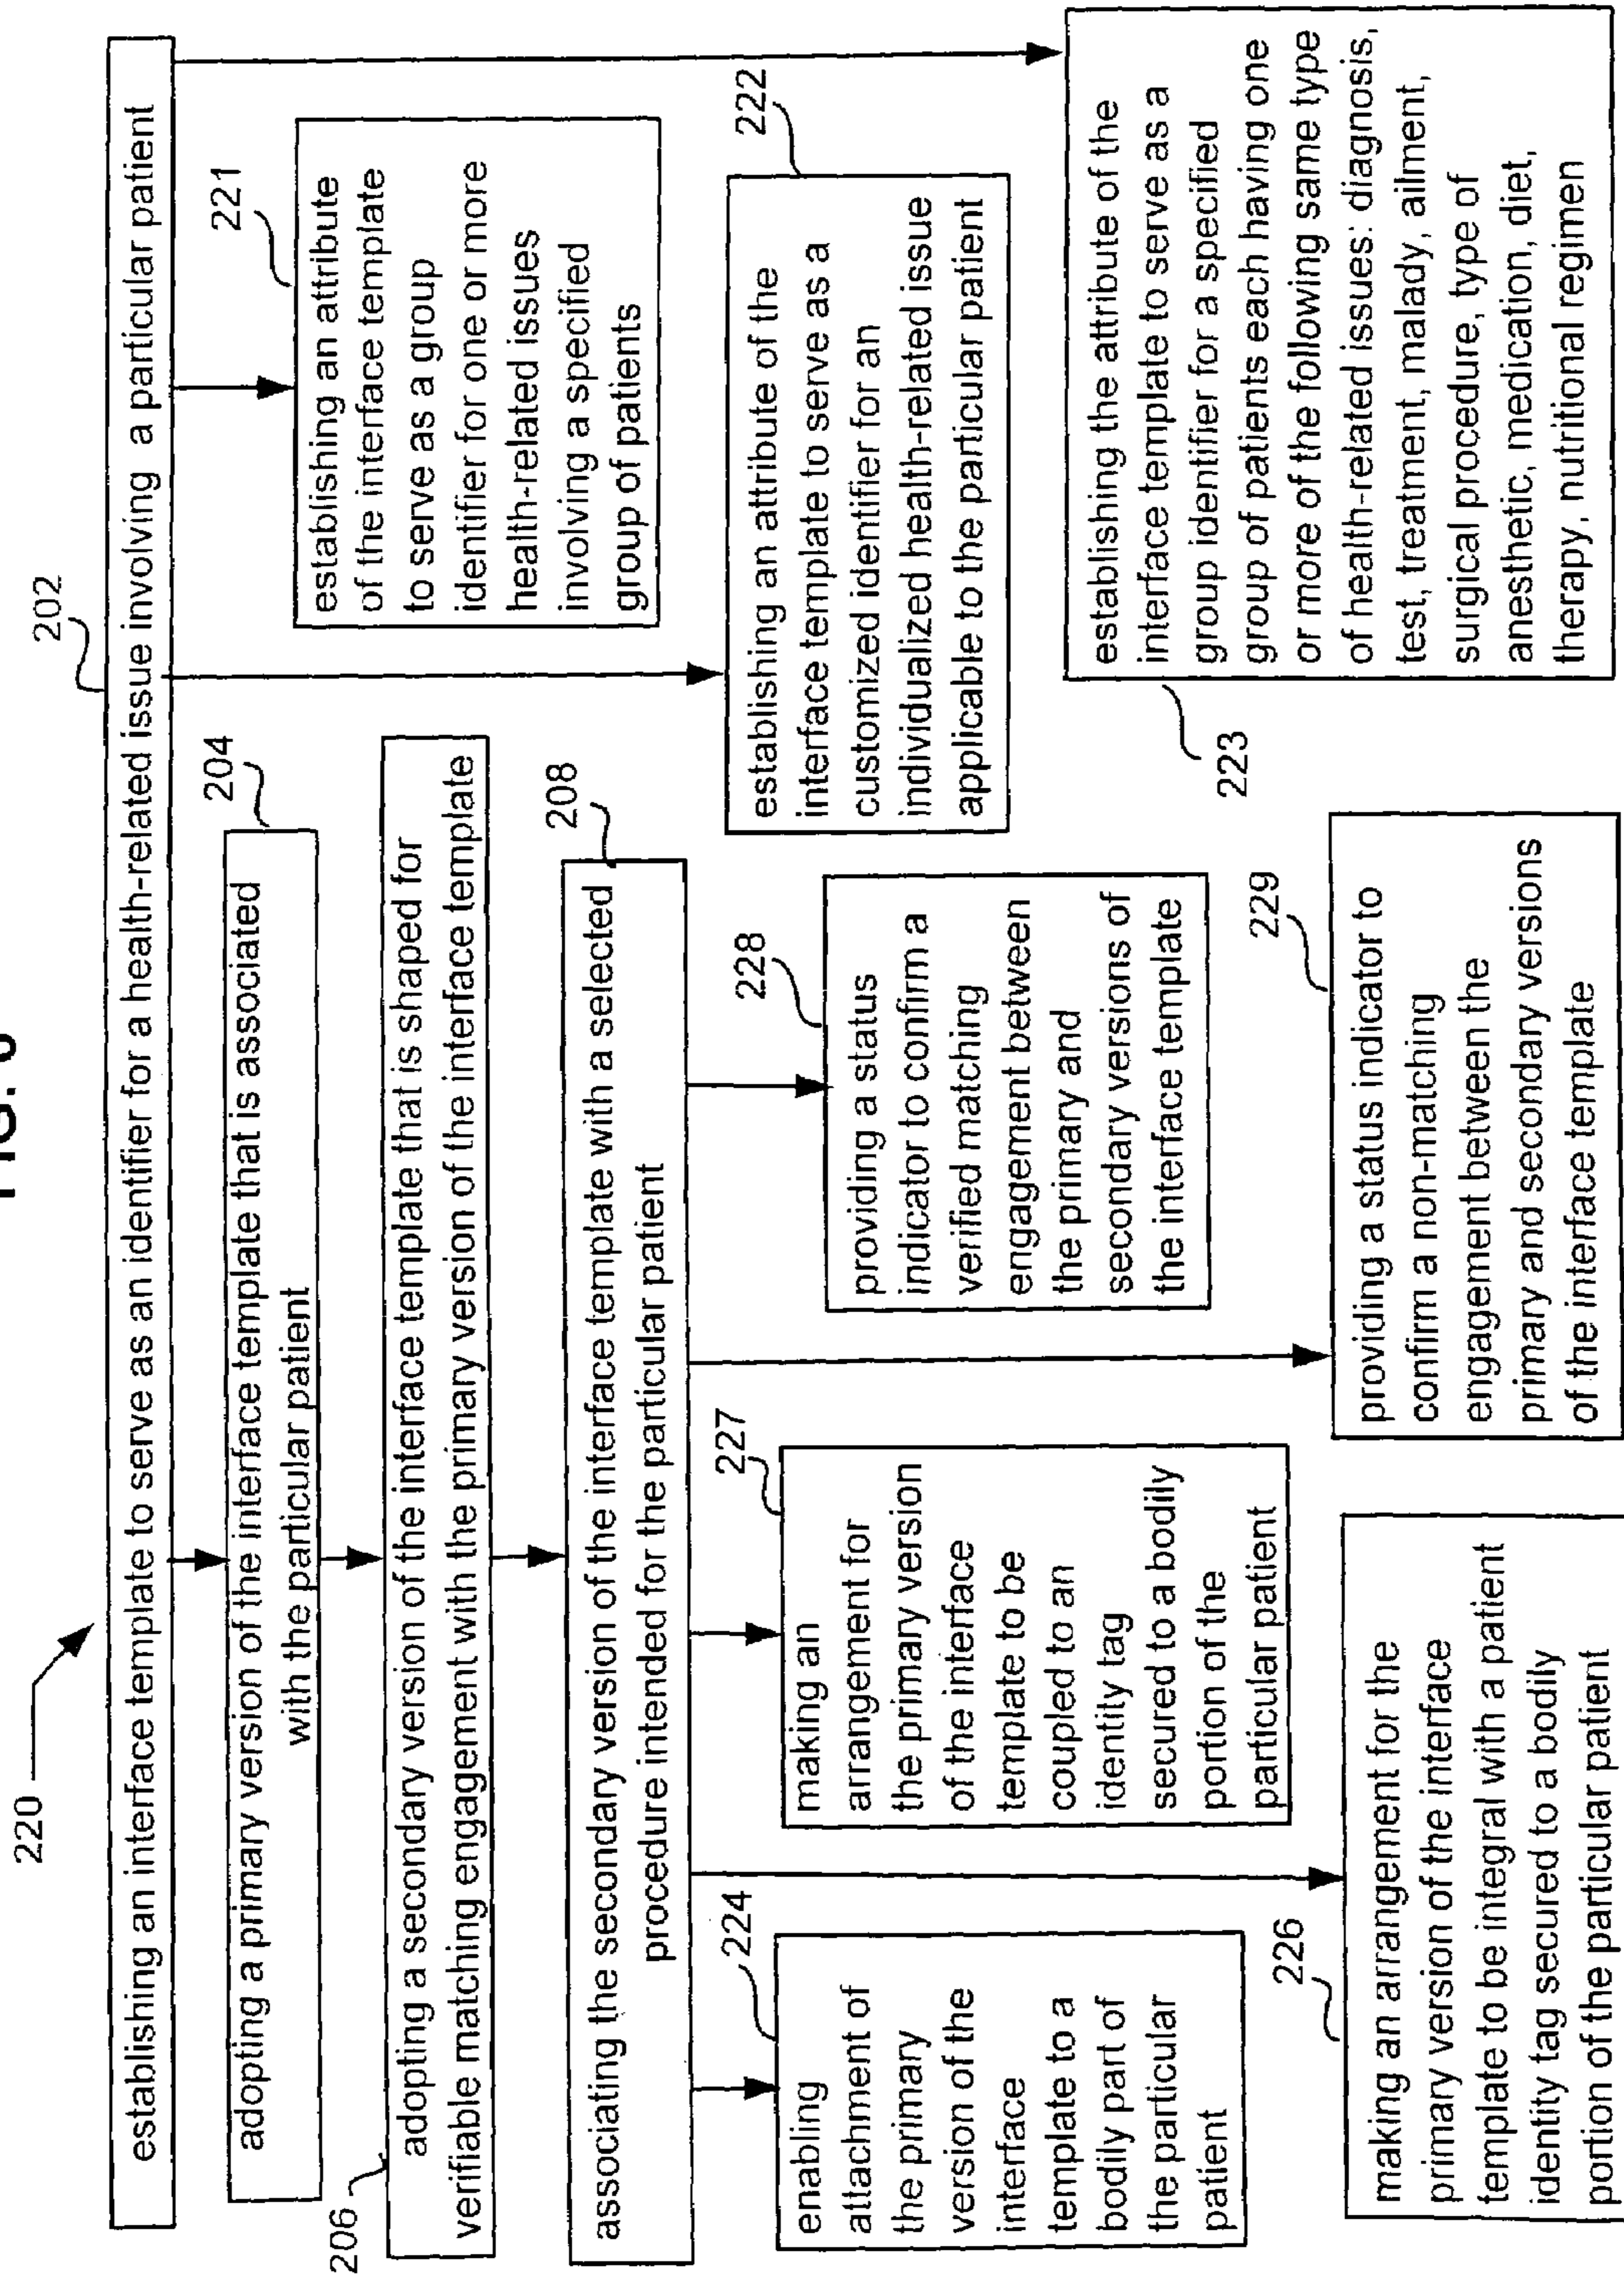 FIG.
220
202
establishing an interface template to serve as an identifier for a health-related issue involving a particular patient
204
adopting a primary version of the interface template that is associated
with the particular patient
206
adopting a secondary version of the interface template that is shaped for
verifiable matching engagement with the primary version of the interface template
208
associating the secondary version of the interface template with a selected
procedure intended for the particular patient
221
establishing an attribute
of the interface template
to serve as a group
identifier for one or more
health-related issues
involving a specified
group of patients
222
establishing an attribute of the
interface template to serve as a
customized identifier for an
individualized health-related issue
applicable to the particular patient
223
establishing the attribute of the
interface template to serve as a
group identifier for a specified
group of patients each having one
or more of the following same type
of health-related issues: diagnosis,
test, treatment, malady, ailment,
surgical procedure, type of
anesthetic, medication, diet,
therapy, nutritional regimen
224
enabling
attachment of
the primary
version of the
interface
template to a
bodily part of
the particular
patient
227
making an
arrangement for
the primary version
of the interface
template to be
coupled to an
identity tag
secured to a bodily
portion of the
particular patient
228
providing a status
indicator to confirm a
verified matching
engagement between
the primary and
secondary versions of
the interface template
226
making an arrangement for the
primary version of the interface
template to be integral with a patient
identity tag secured to a bodily
portion of the particular patient
229
providing a status indicator to
confirm a non-matching
engagement between the
primary and secondary versions
of the interface template